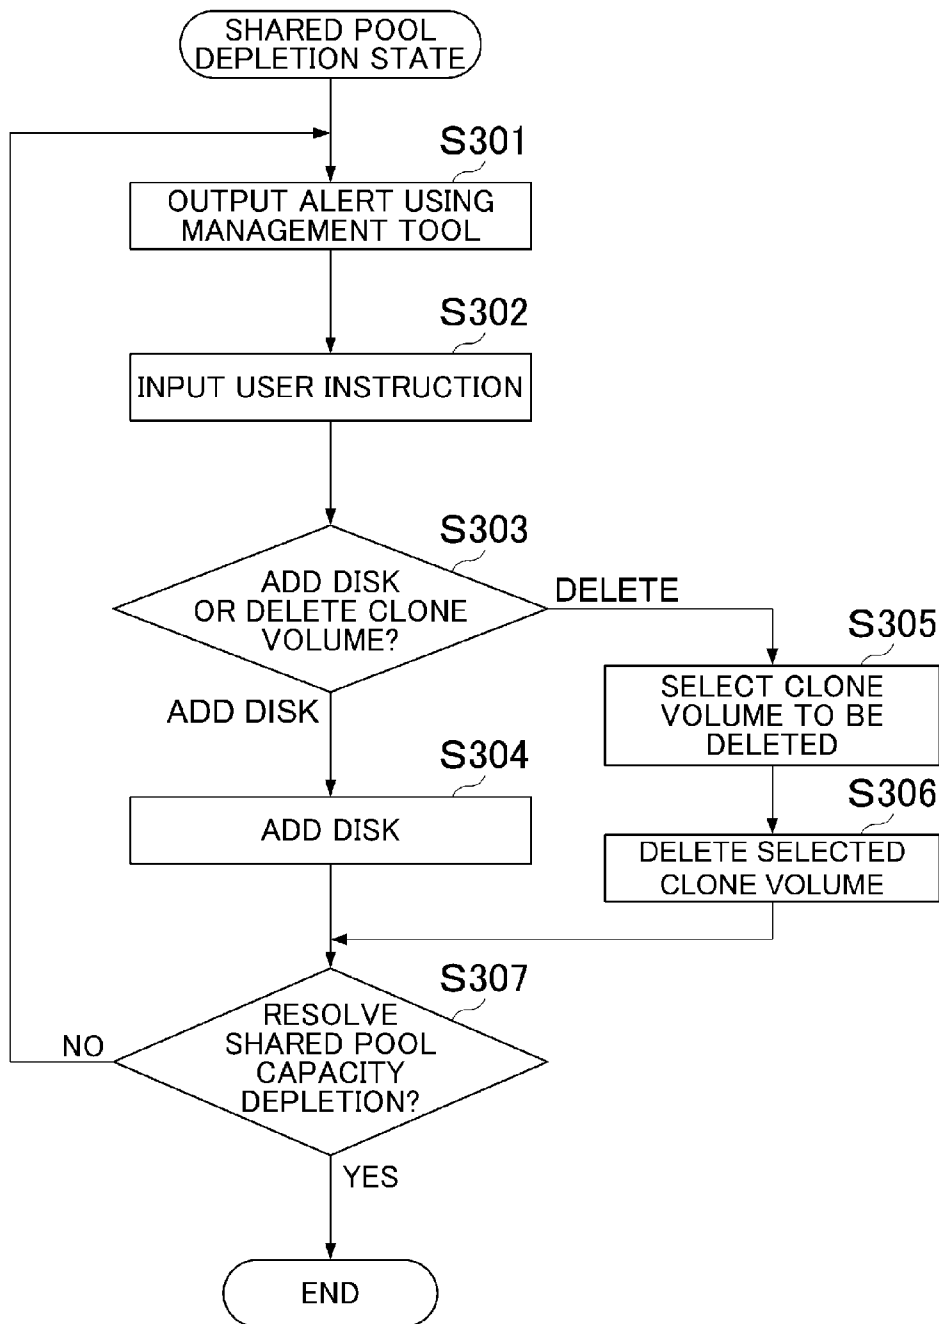 SHARED POOL
DEPLETION STATE
S301
OUTPUT ALERT USING
MANAGEMENT TOOL
S302
INPUT USER INSTRUCTION
S303
ADD DISK
OR DELETE CLONE
VOLUME?
DELETE
ADD DISK
S305
SELECT CLONE
VOLUME TO BE
DELETED
S304
ADD DISK
S306
DELETE SELECTED
CLONE VOLUME
S307
RESOLVE
SHARED POOL
CAPACITY
DEPLETION?
NO
YES
END